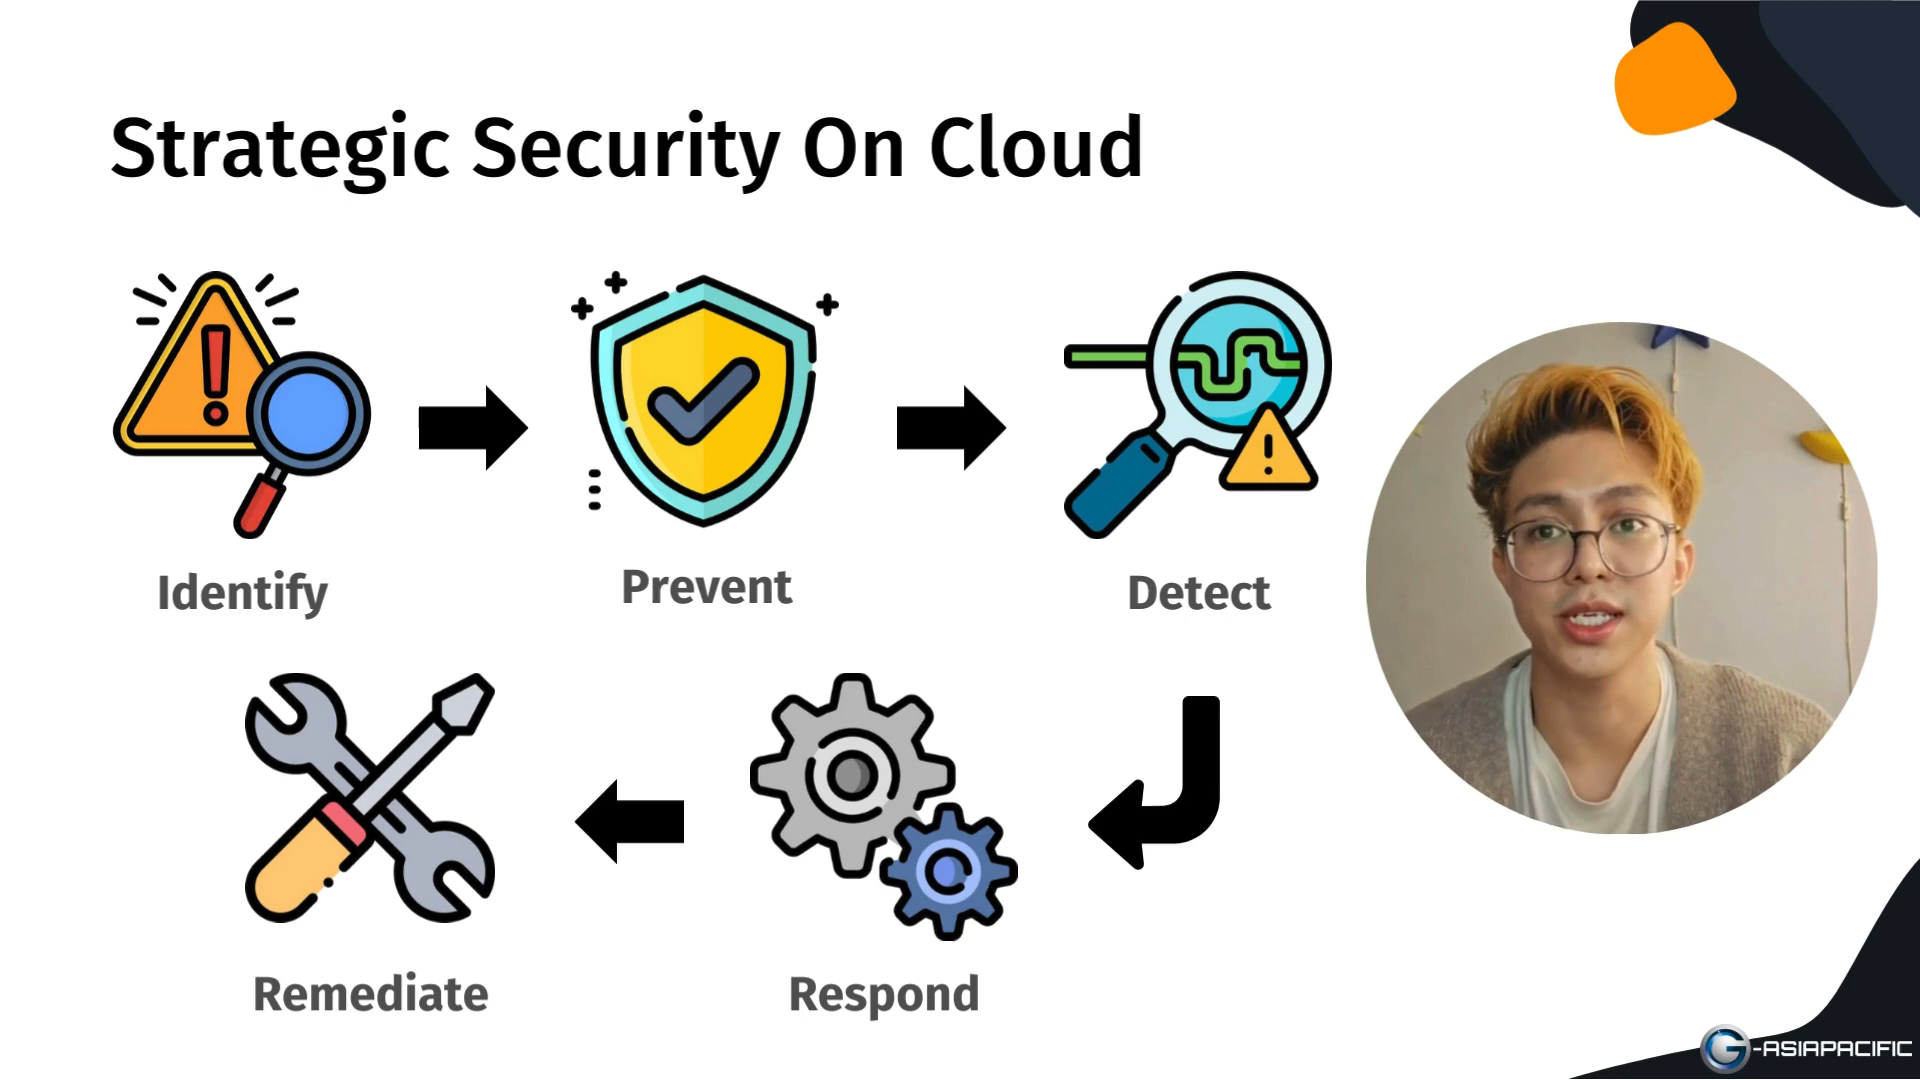 Strategic Security On Cloud
Identify
Prevent
Detect
Remediate
Respond
G-ASIAPACIFIC